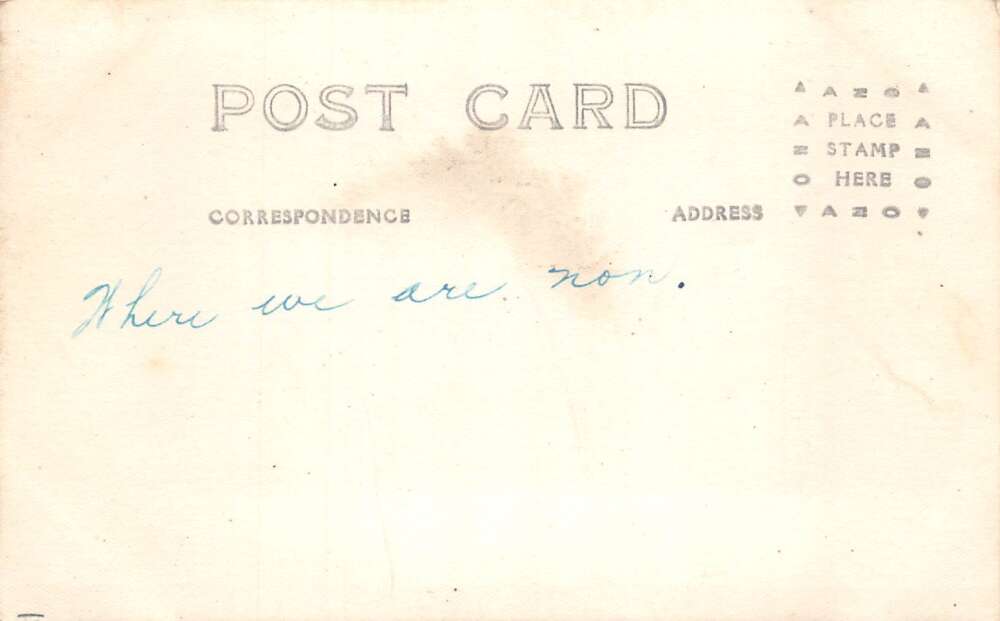 POST CARD
AZO
A PLACE A
Z STAMP Z
O HERE O
AZO
CORRESPONDENCE ADDRESS
Where we are now.